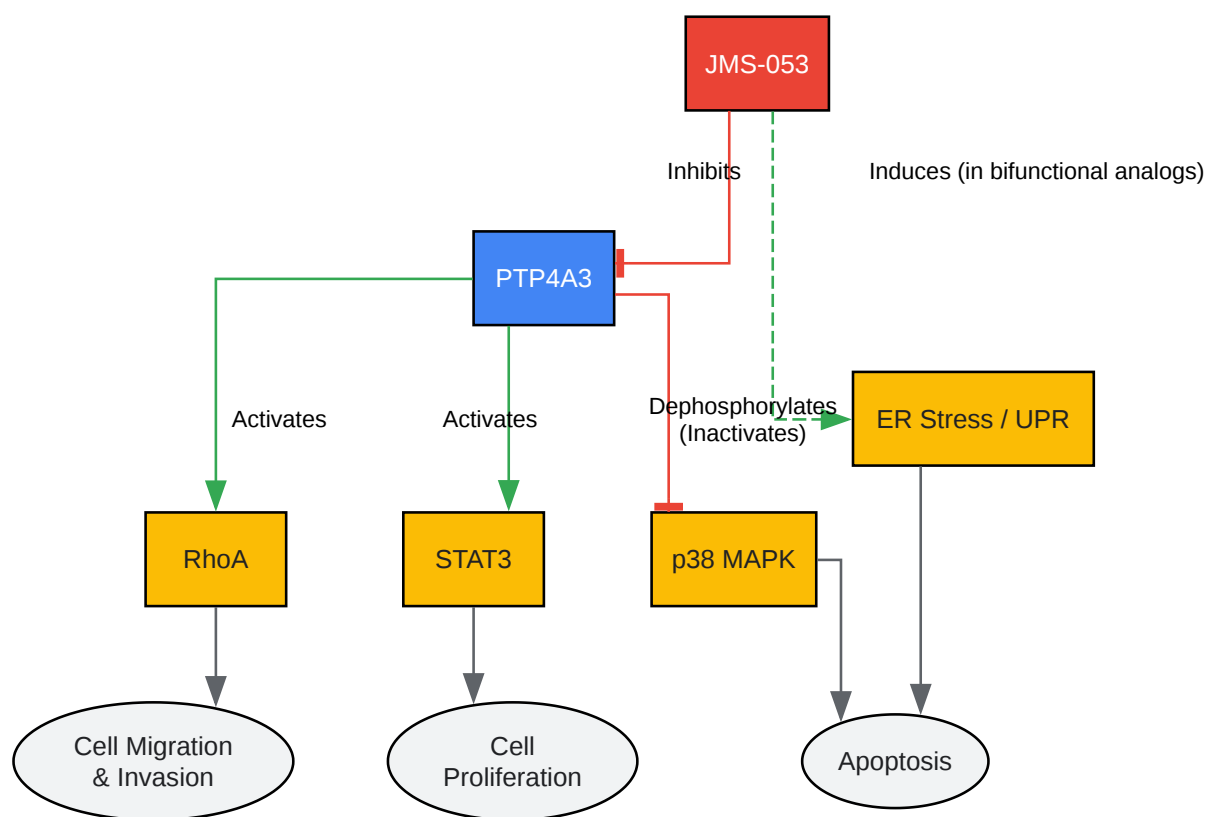 JMS-053
Inhibits
Induces (in bifunctional analogs)
PTP4A3
Activates
Activates
Dephosphorylates
(Inactivates)
ER Stress / UPR
RhoA
STAT3
p38 MAPK
Cell Migration
& Invasion
Cell
Proliferation
Apoptosis